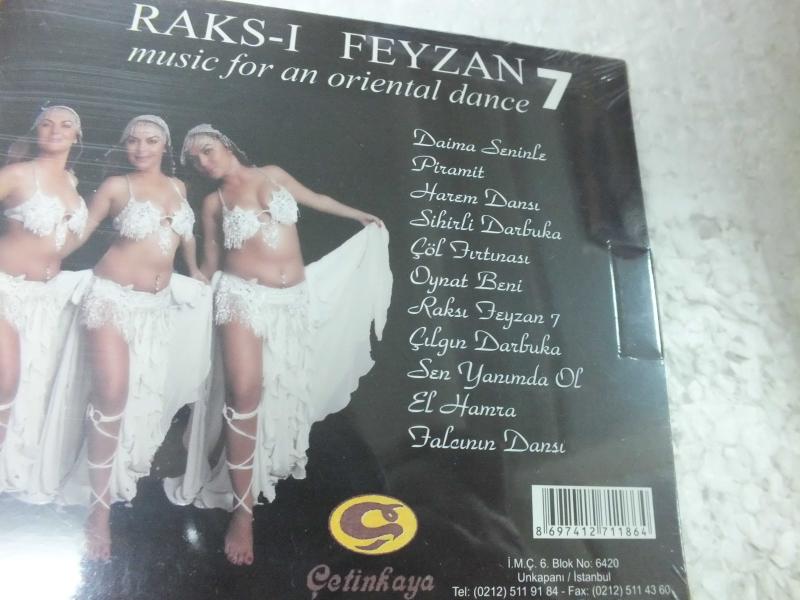 RAKS-I FEYZAN 7
music for an oriental dance
Daima Seninle
Piramit
Harem Dansı
Sihirli Darbuka
Çöl Fırtınası
Oynat Beni
Raksı Feyzan 7
Çılgın Darbuka
Sen Yanımda Ol
El Hamra
Falcının Dansı
8 697412 711864
Çetinkaya
İ.M.Ç. 6. Blok No: 6420
Unkapanı / İstanbul
Tel: (0212) 511 91 84 - Fax: (0212) 511 43 60